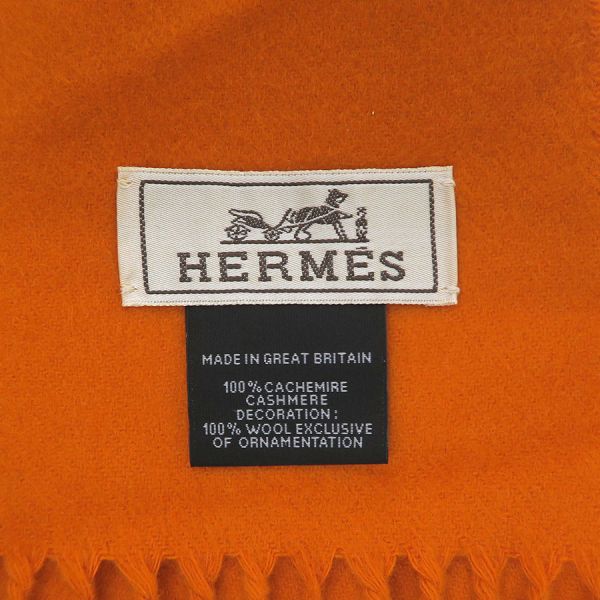 HERMÈS
MADE IN GREAT BRITAIN
100% CACHEMIRE
CASHMERE
DECORATION :
100% WOOL EXCLUSIVE
OF ORNAMENTATION